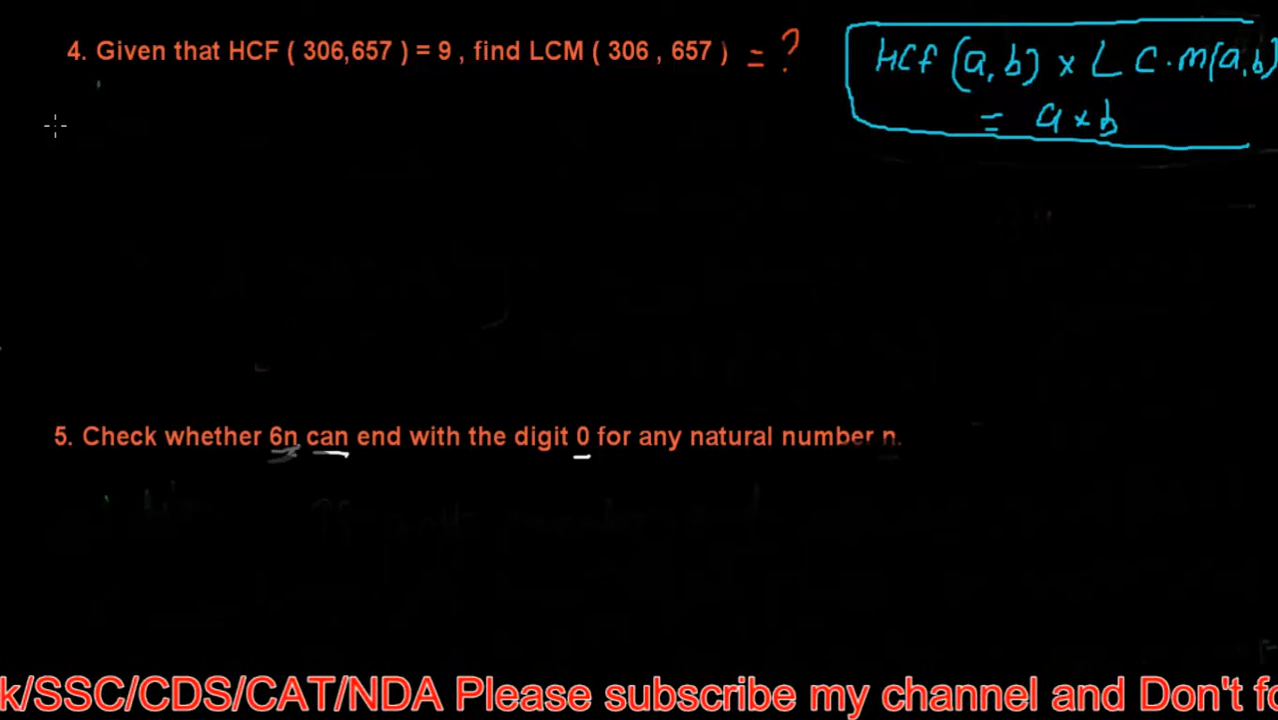 4. Given that HCF ( 306,657 ) = 9 , find LCM ( 306 , 657 ) = ?
HCf (a, b) × L C.m(a,b)
= a × b
5. Check whether 6n can end with the digit 0 for any natural number n.
k/SSC/CDS/CAT/NDA Please subscribe my channel and Don't fo